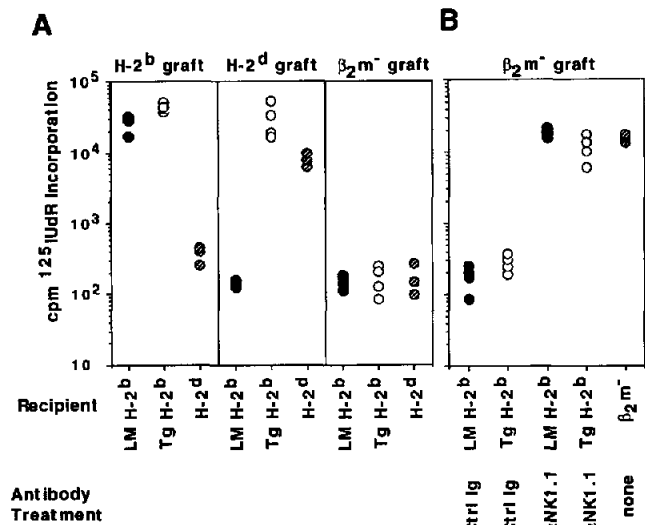 A
B
H-2b graft
H-2d graft
β2m- graft
β2m- graft
cpm 125IUdR Incorporation
10^5
10^4
10^3
10^2
10
Recipient
LM H-2b
Tg H-2b
H-2d
LM H-2b
Tg H-2b
H-2d
LM H-2b
Tg H-2b
H-2d
LM H-2b
Tg H-2b
LM H-2b
Tg H-2b
β2m-
Antibody
Treatment
trl Ig
trl Ig
NK1.1
NK1.1
none